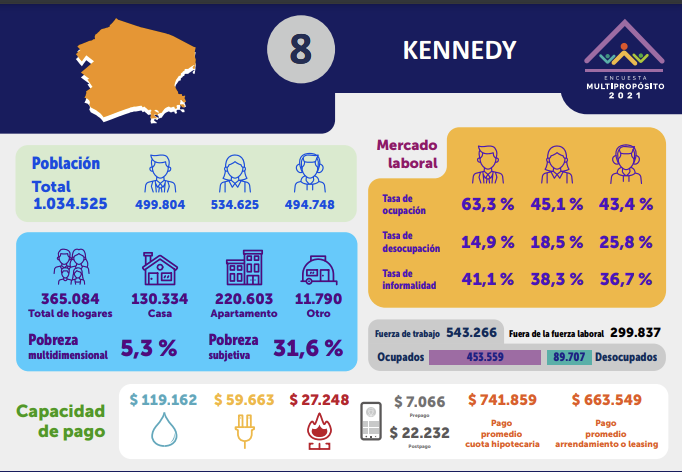 8
KENNEDY
ENCUESTA
MULTIPROPÓSITO
2021
Población
Total
1.034.525
499.804
534.625
494.748
Mercado
laboral
Tasa de
ocupación
63,3 %
45,1 %
43,4 %
Tasa de
desocupación
14,9 %
18,5 %
25,8 %
Tasa de
informalidad
41,1 %
38,3 %
36,7 %
365.084
Total de hogares
130.334
Casa
220.603
Apartamento
11.790
Otro
Pobreza
multidimensional
5,3 %
Pobreza
subjetiva
31,6 %
Fuerza de trabajo 543.266
Fuera de la fuerza laboral 299.837
Ocupados 453.559 89.707 Desocupados
Capacidad
de pago
$ 119.162
$ 59.663
$ 27.248
$ 7.066
Prepago
$ 22.232
Postpago
$ 741.859
Pago
promedio
cuota hipotecaria
$ 663.549
Pago
promedio
arrendamiento o leasing